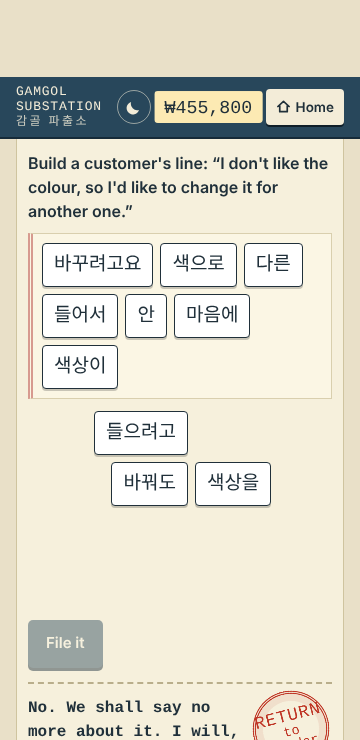 GAMGOL
SUBSTATION
감골 파출소
₩455,800
Home
Build a customer's line: “I don't like the
colour, so I'd like to change it for
another one.”
바꾸려고요 색으로 다른
들어서 안 마음에
색상이
들으려고
바꿔도 색상을
File it
No. We shall say no
more about it. I will,
RETURN
to